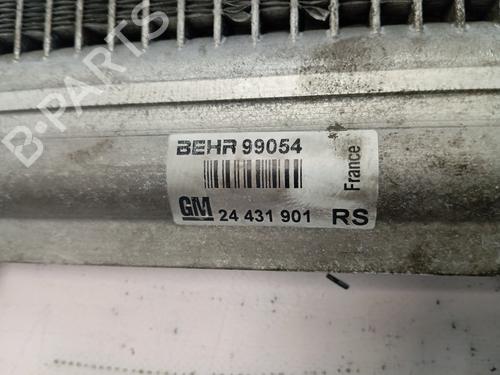 BEHR 99054
France
GM 24 431 901 RS
B-PARTS